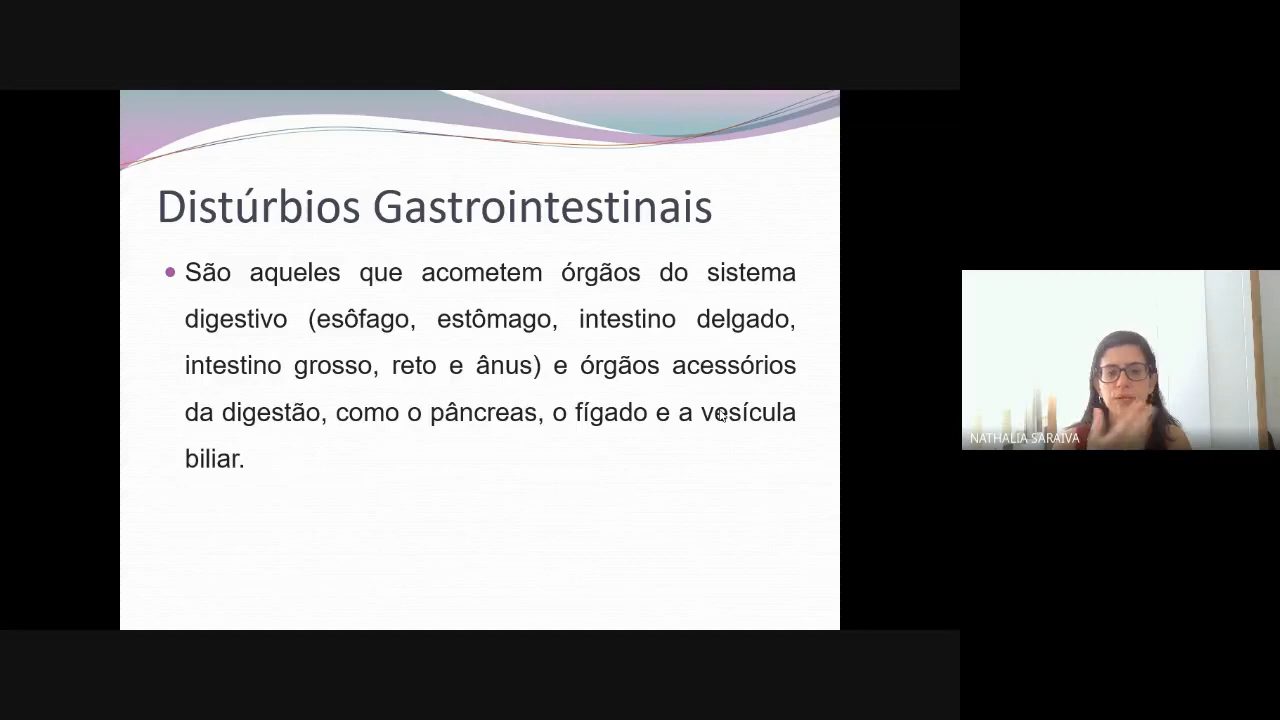 Distúrbios Gastrointestinais
• São aqueles que acometem órgãos do sistema
digestivo (esôfago, estômago, intestino delgado,
intestino grosso, reto e ânus) e órgãos acessórios
da digestão, como o pâncreas, o fígado e a vesícula
biliar.
NATHALIA SARAIVA